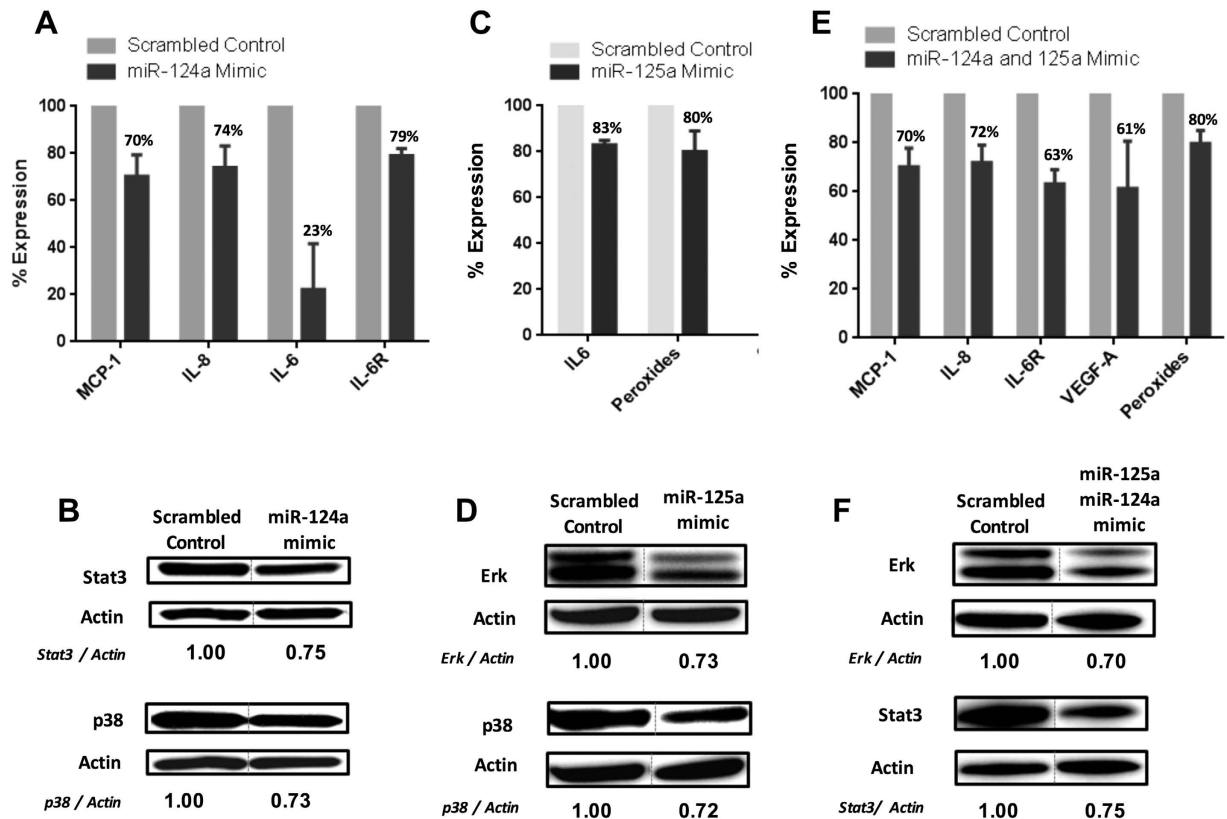 A
Scrambled Control
miR-124a Mimic
% Expression
100
80
60
40
20
0
70%
74%
23%
79%
MCP-1
IL-8
IL-6
IL-6R
C
Scrambled Control
miR-125a Mimic
% Expression
100
80
60
40
20
0
83%
80%
IL6
Peroxides
E
Scrambled Control
miR-124a and 125a Mimic
% Expression
100
80
60
40
20
0
70%
72%
63%
61%
80%
MCP-1
IL-8
IL-6R
VEGF-A
Peroxides
B
Scrambled
Control
miR-124a
mimic
Stat3
Actin
Stat3 / Actin 1.00 0.75
p38
Actin
p38 / Actin 1.00 0.73
D
Scrambled
Control
miR-125a
mimic
Erk
Actin
Erk / Actin 1.00 0.73
p38
Actin
p38 / Actin 1.00 0.72
F
Scrambled
Control
miR-125a
miR-124a
mimic
Erk
Actin
Erk / Actin 1.00 0.70
Stat3
Actin
Stat3/ Actin 1.00 0.75